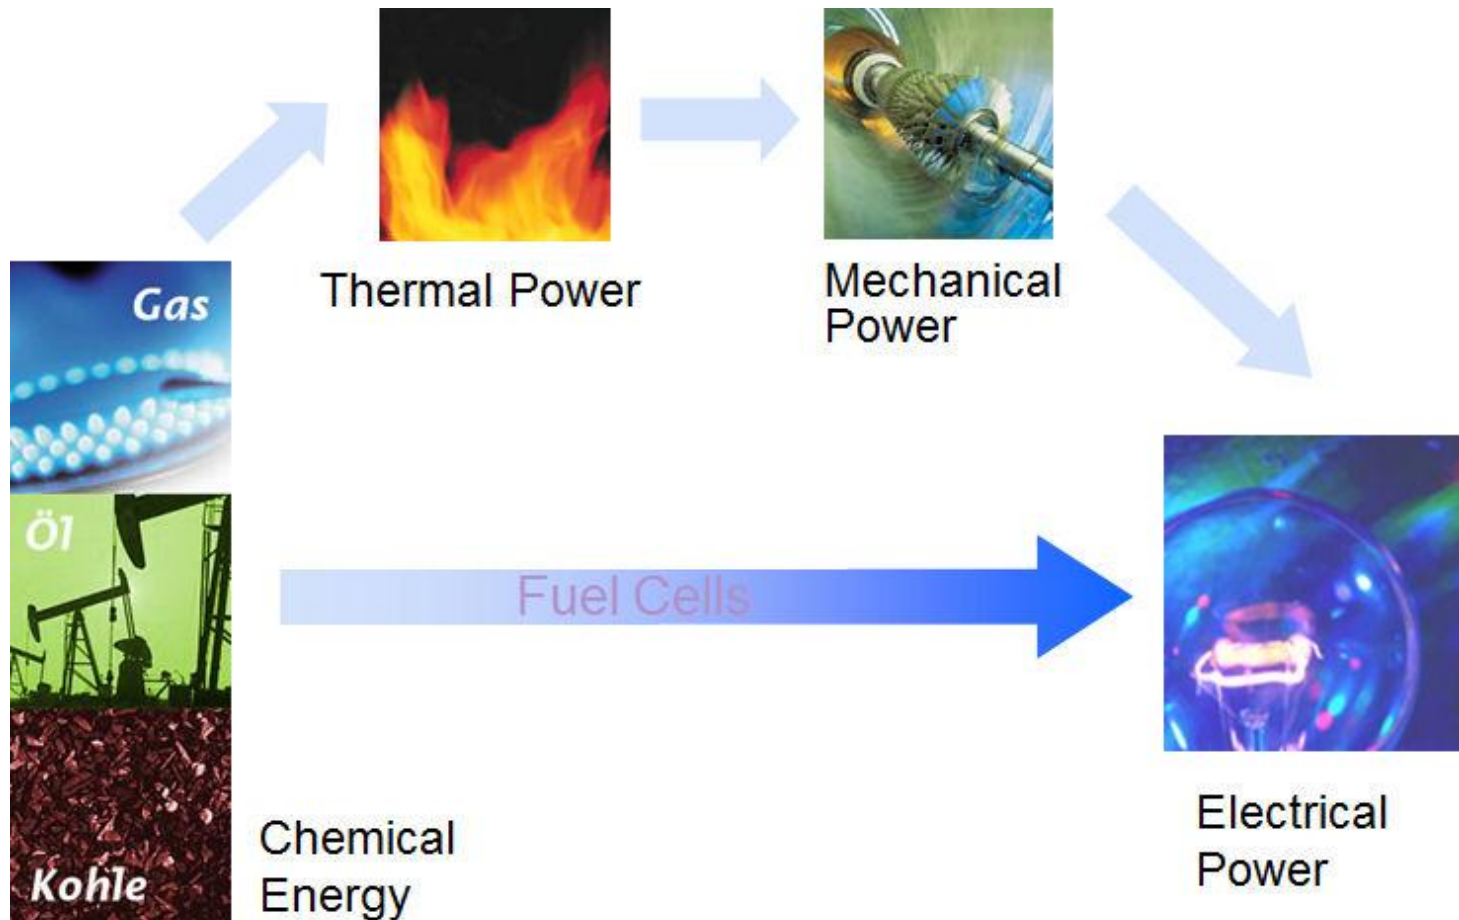 Thermal Power
Mechanical
Power
Gas
Öl
Fuel Cells
Kohle
Chemical
Energy
Electrical
Power